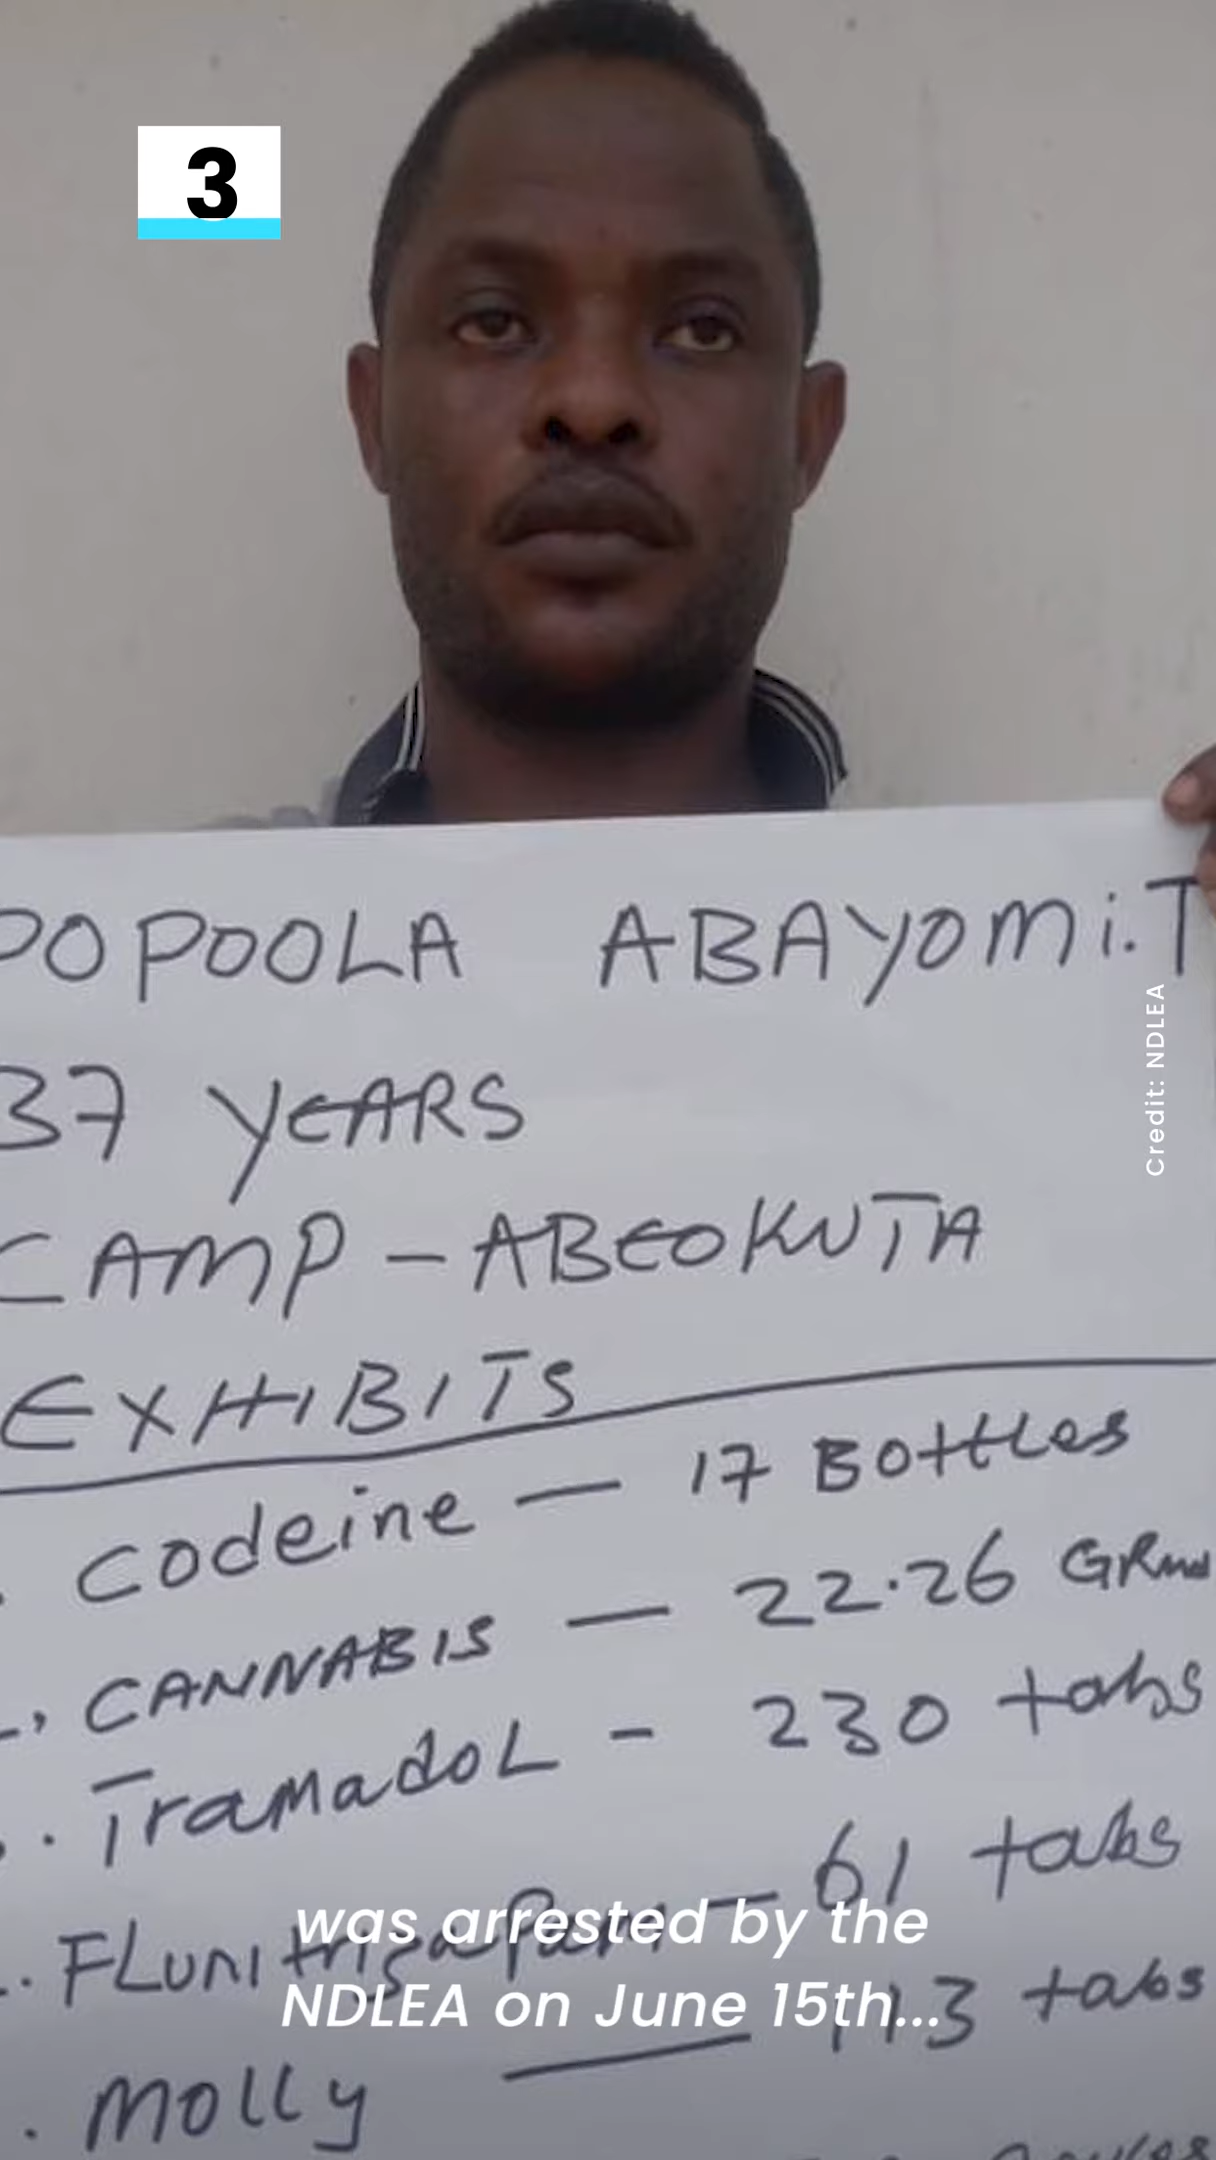 3
POPOOLA ABAYOMi.T
37 YEARS
CAMP - ABEOKUTA
EXHIBITS
Codeine — 17 Bottles
CANNABIS — 22.26
TramadoL - 230 tabs
FLunitrazapam — 61 tabs
Molly — tabs
Credit: NDLEA
was arrested by the
NDLEA on June 15th...